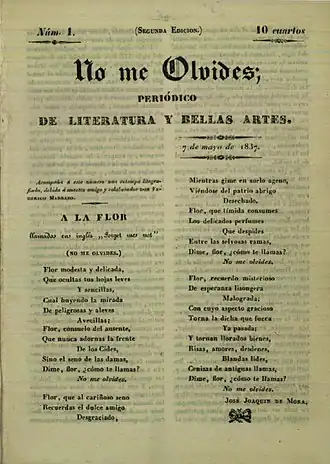 Núm. 1.
(SEGUNDA EDICION.)
10 cuartos
No me Olvides;
PERIÓDICO
DE LITERATURA Y BELLAS ARTES.
7 de mayo de 1837.
Acompaña á este número una estampa litogra-
fiada, debida á nuestro amigo y colaborador DON FE-
DERICO MADRAZO.
A LA FLOR
llamada en inglés „Forget me not"
(NO ME OLVIDES.)
Flor modesta y delicada,
Que ocultas tus hojas leves
Y sencillas,
Cual huyendo la mirada
De peligrosas y aleves
Avecillas;
Flor, consuelo del ausente,
Que nunca adornas la frente
De los Cides,
Sino el seno de las damas,
Dime, flor, ¿cómo te llamas?
No me olvides.
Flor, que al cariñoso seno
Recuerdas el dulce amigo
Desgraciado,
Mientras gime en suelo ageno,
Viéndose del patrio abrigo
Desechado.
Flor, que tímida consumes
Los delicados perfumes
Que despides
Entre las selvosas ramas,
Dime, flor, ¿cómo te llamas?
No me olvides.
Flor, recuerdo misterioso
De esperanza lisongera
Malograda;
Con cuyo aspecto gracioso
Torna la dicha que fuera
Ya pasada;
Y tornan llorados bienes,
Risas, amores, desdenes,
Blandas lides,
Cenizas de antiguas llamas,
Dime, flor, ¿cómo te llamas?
No me olvides.
JOSÉ JOAQUIN DE MORA.